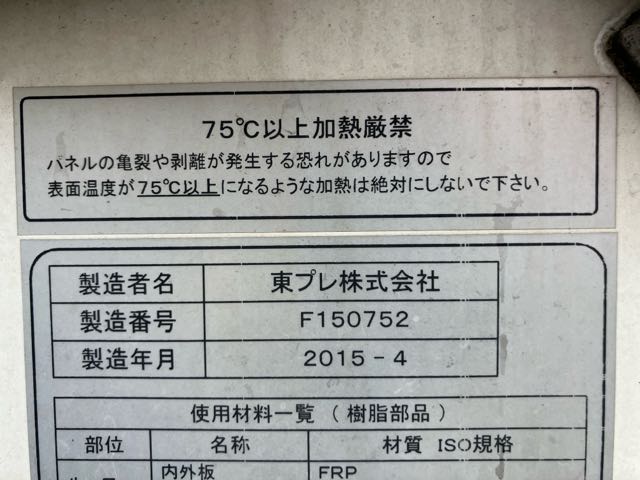 75℃以上加熱厳禁
パネルの亀裂や剥離が発生する恐れがありますので
表面温度が75℃以上になるような加熱は絶対にしないで下さい。
製造者名 東プレ株式会社
製造番号 F150752
製造年月 2015-4
使用材料一覧 (樹脂部品)
部位 名称 材質 ISO規格
内外板 FRP